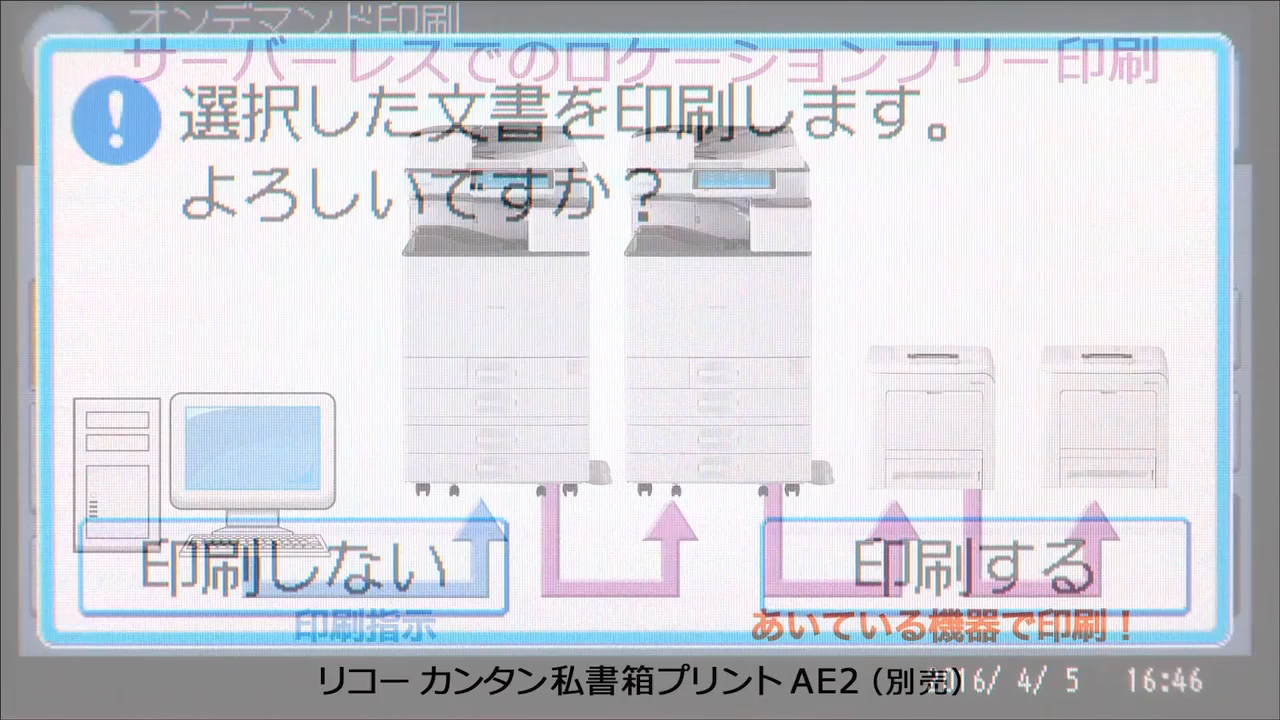 オンデマンド印刷
サーバーレスでのロケーションフリー印刷
選択した文書を印刷します。
よろしいですか？
印刷しない
印刷する
印刷指示
あいている機器で印刷！
リコー カンタン私書箱プリント AE2（別売）
2016/ 4/ 5 16:46